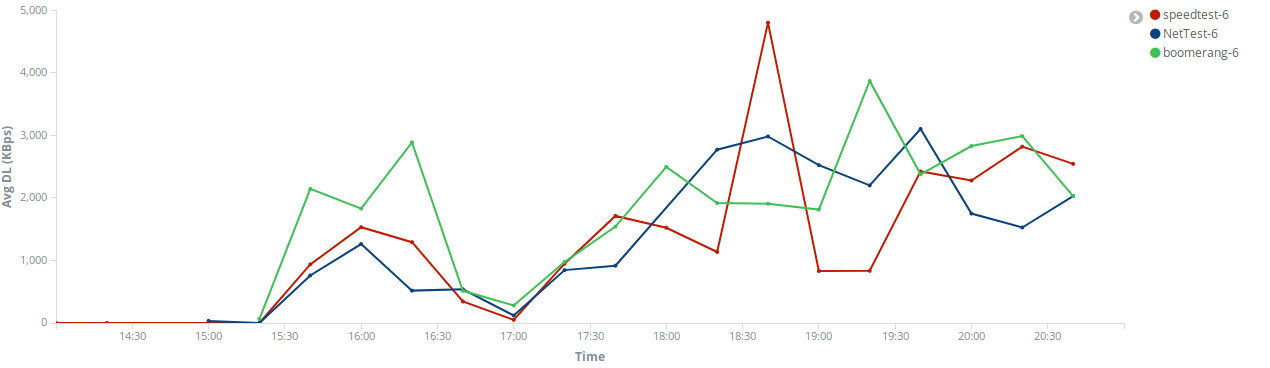 5,000
4,000
3,000
2,000
1,000
0
Avg DL (KBps)
14:30 15:00 15:30 16:00 16:30 17:00 17:30 18:00 18:30 19:00 19:30 20:00 20:30
Time
speedtest-6
NetTest-6
boomerang-6